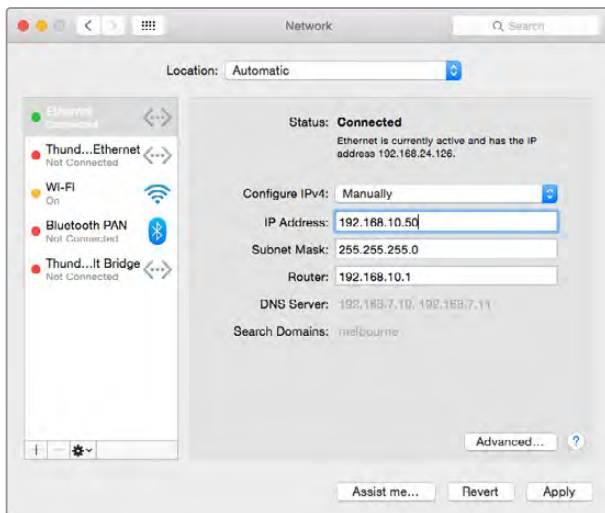 Network
Search
Location: Automatic
Ethernet
Connected
Thund...Ethernet
Not Connected
Wi-Fi
On
Bluetooth PAN
Not Connected
Thund...lt Bridge
Not Connected
Status: Connected
Ethernet is currently active and has the IP
address 192.168.24.126.
Configure IPv4: Manually
IP Address: 192.168.10.50
Subnet Mask: 255.255.255.0
Router: 192.168.10.1
DNS Server: 192.168.7.10, 192.168.7.11
Search Domains: melbourne
Advanced...
?
Assist me...
Revert
Apply